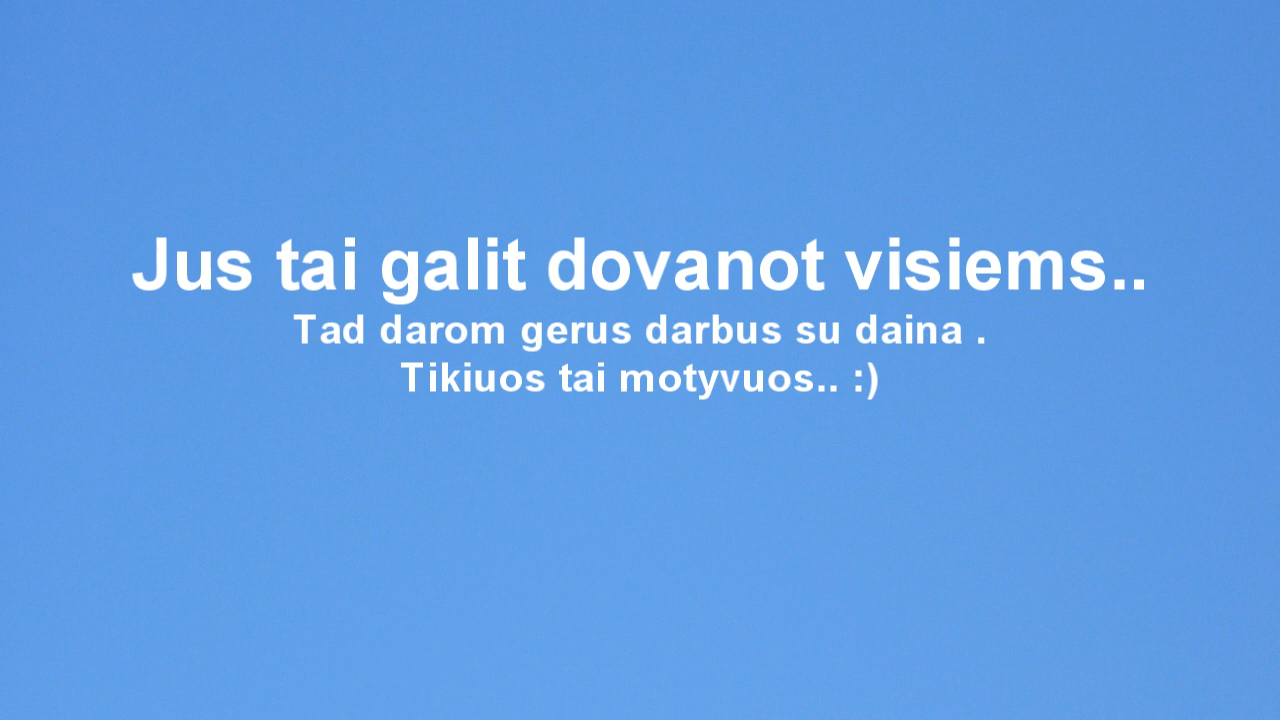 Jus tai galit dovanot visiems..
Tad darom gerus darbus su daina .
Tikiuos tai motyvuos.. :)